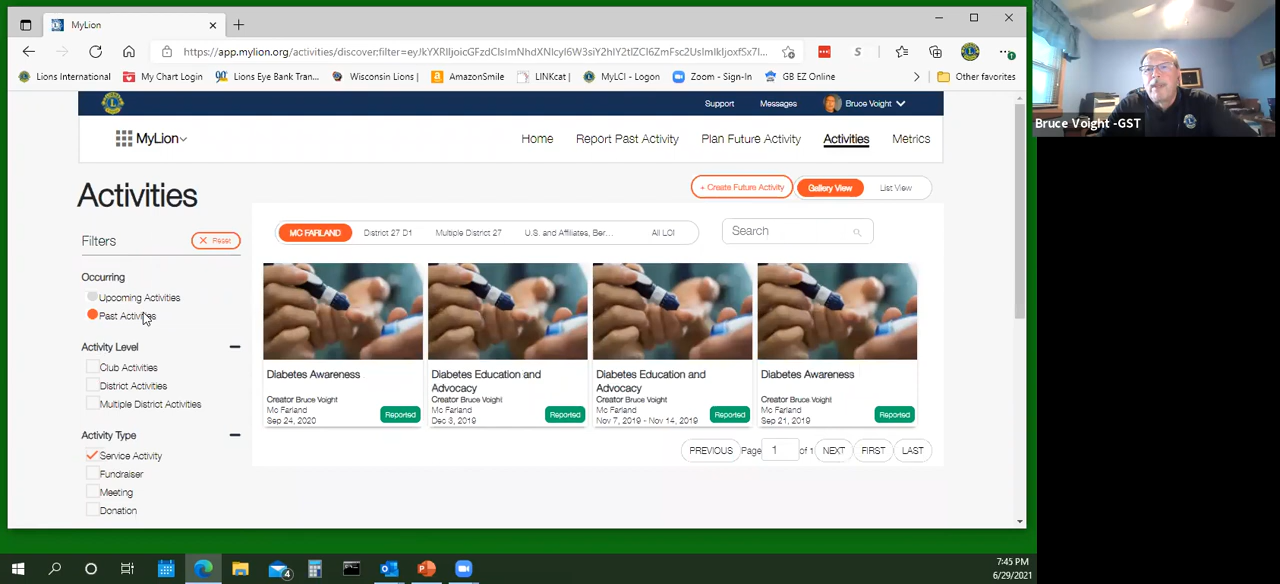 MyLion
https://app.mylion.org/activities/discover;filter=eyJkYXRlIjoicGFzdCIsImNhdXNlcyI6W3siY2hlY2tlZCI6ZmFsc2UsImlkIjoxfSx7I...
Lions International
My Chart Login
Lions Eye Bank Tran...
Wisconsin Lions |
AmazonSmile
LINKcat |
MyLCI - Logon
Zoom - Sign-In
GB EZ Online
Other favorites
Support
Messages
Bruce Voight
MyLion
Home
Report Past Activity
Plan Future Activity
Activities
Metrics
Activities
+ Create Future Activity
Gallery View
List View
Filters
Reset
MC FARLAND
District 27 D1
Multiple District 27
U.S. and Affiliates, Ber...
All LCI
Search
Occurring
Upcoming Activities
Past Activities
Activity Level
Club Activities
District Activities
Multiple District Activities
Activity Type
Service Activity
Fundraiser
Meeting
Donation
Diabetes Awareness
Creator Bruce Voight
Mc Farland
Sep 24, 2020
Reported
Diabetes Education and
Advocacy
Creator Bruce Voight
Mc Farland
Dec 3, 2019
Reported
Diabetes Education and
Advocacy
Creator Bruce Voight
Mc Farland
Nov 7, 2019 - Nov 14, 2019
Reported
Diabetes Awareness
Creator Bruce Voight
Mc Farland
Sep 21, 2019
Reported
PREVIOUS
Page
1
of 1
NEXT
FIRST
LAST
Bruce Voight -GST
4
7:45 PM
6/29/2021